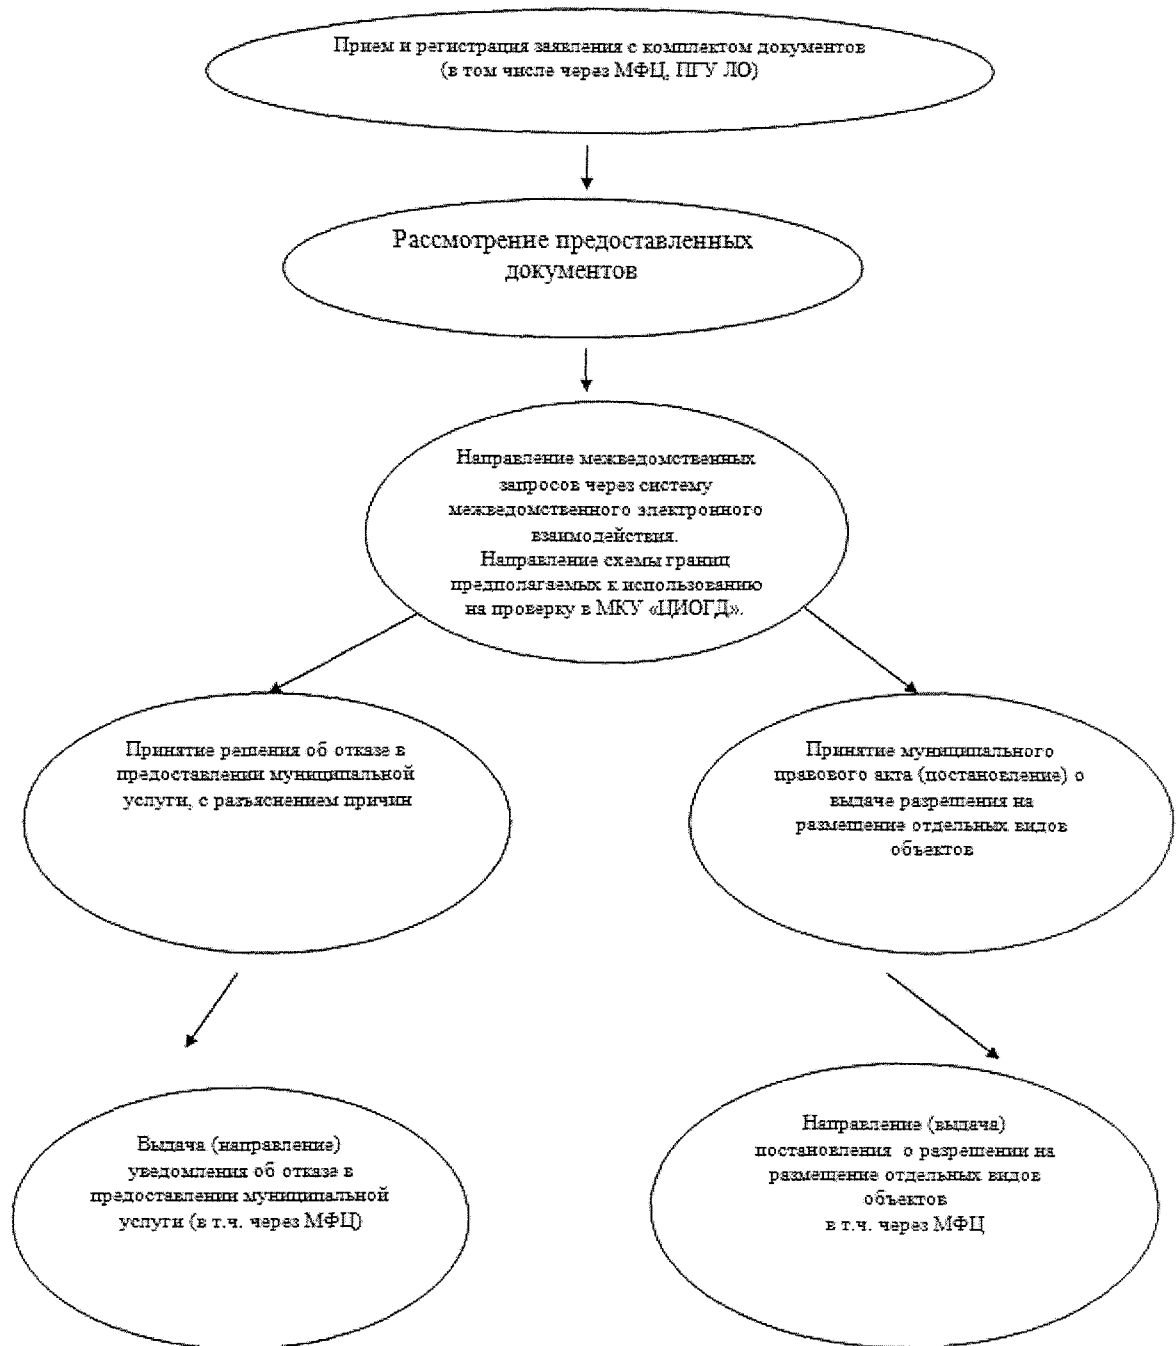 Прием и регистрация заявления с комплектом документов
(в том числе через МФЦ, ПГУ ЛО)
Рассмотрение предоставленных
документов
Направление межведомственных
запросов через систему
межведомственного электронного
взаимодействия.
Направление схемы границ
предполагаемых к использованию
на проверку в МКУ «ЦИОГД».
Принятие решения об отказе в
предоставлении муниципальной
услуги, с разъяснением причин
Принятие муниципального
правового акта (постановление) о
выдаче разрешения на
размещение отдельных видов
объектов
Выдача (направление)
уведомления об отказе в
предоставлении муниципальной
услуги (в т.ч. через МФЦ)
Направление (выдача)
постановления о разрешении на
размещение отдельных видов
объектов
в т.ч. через МФЦ